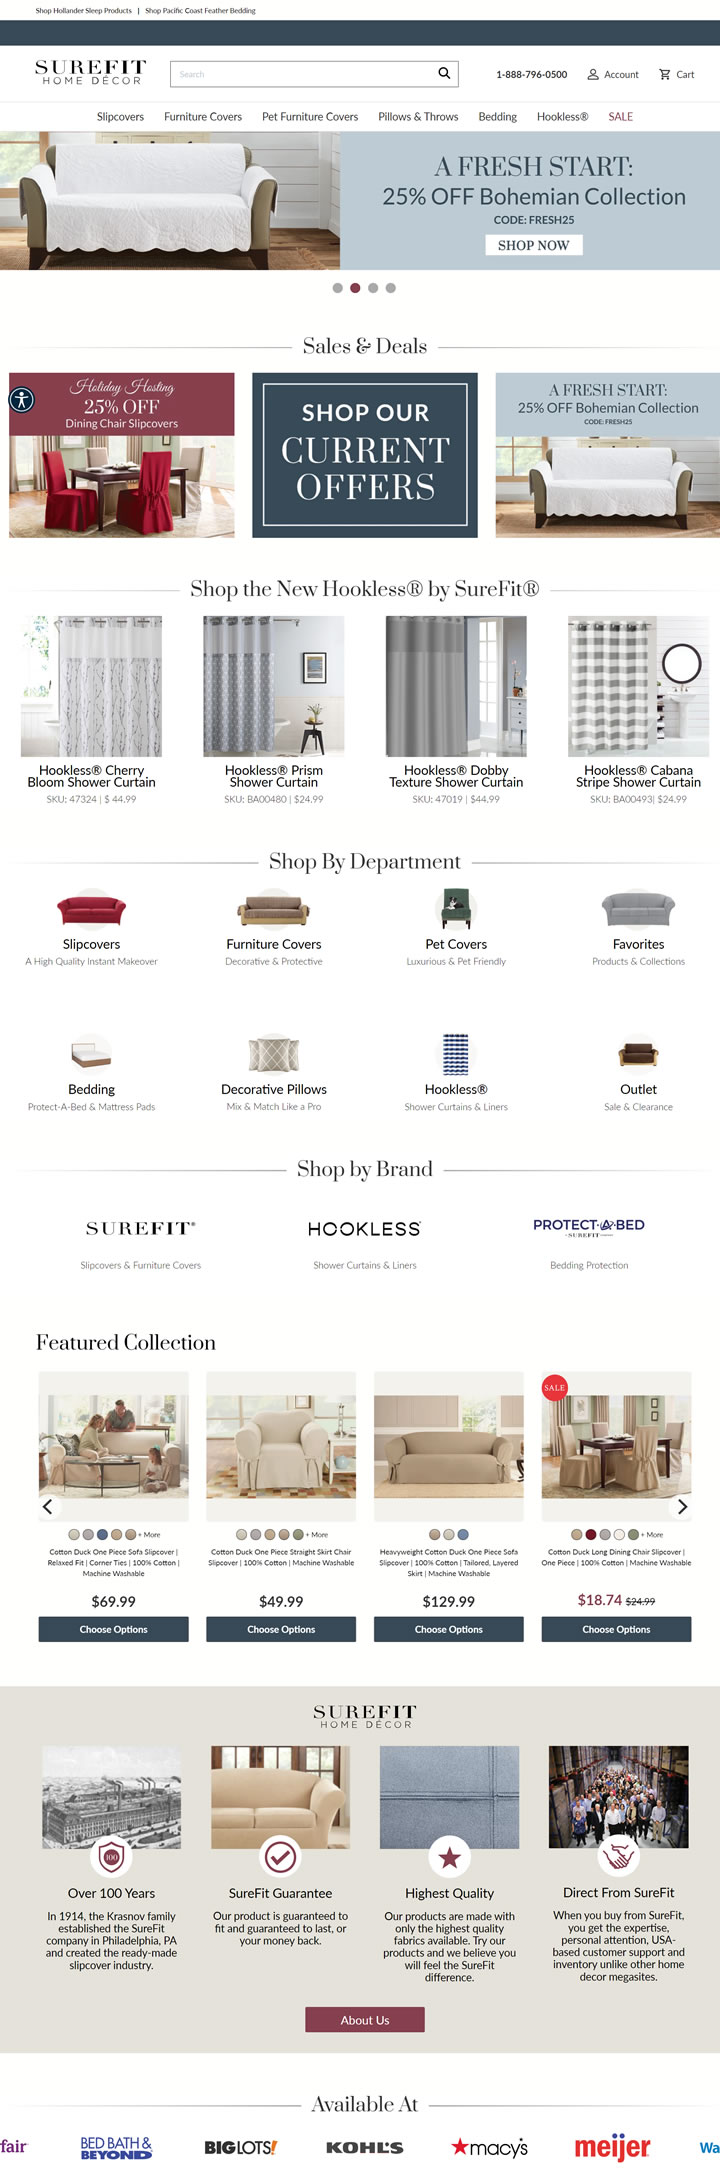 Shop Hollander Sleep Products | Shop Pacific Coast Feather Bedding
SUREFIT
HOME DÉCOR
Search
1-888-796-0500
Account
Cart
Slipcovers
Furniture Covers
Pet Furniture Covers
Pillows & Throws
Bedding
Hookless®
SALE
A FRESH START:
25% OFF Bohemian Collection
CODE: FRESH25
SHOP NOW
Sales & Deals
Holiday Hosting
25% OFF
Dining Chair Slipcovers
SHOP OUR
CURRENT
OFFERS
A FRESH START:
25% OFF Bohemian Collection
CODE: FRESH25
Shop the New Hookless® by SureFit®
Hookless® Cherry
Bloom Shower Curtain
SKU: 47324 | $ 44.99
Hookless® Prism
Shower Curtain
SKU: BA00480 | $24.99
Hookless® Dobby
Texture Shower Curtain
SKU: 47019 | $44.99
Hookless® Cabana
Stripe Shower Curtain
SKU: BA00493| $24.99
Shop By Department
Slipcovers
A High Quality Instant Makeover
Furniture Covers
Decorative & Protective
Pet Covers
Luxurious & Pet Friendly
Favorites
Products & Collections
Bedding
Protect-A-Bed & Mattress Pads
Decorative Pillows
Mix & Match Like a Pro
Hookless®
Shower Curtains & Liners
Outlet
Sale & Clearance
Shop by Brand
SUREFIT®
Slipcovers & Furniture Covers
HOOKLESS®
Shower Curtains & Liners
PROTECT·A·BED
SUREFIT
Bedding Protection
Featured Collection
+ More
Cotton Duck One Piece Sofa Slipcover |
Relaxed Fit | Corner Ties | 100% Cotton |
Machine Washable
$69.99
Choose Options
+ More
Cotton Duck One Piece Straight Skirt Chair
Slipcover | 100% Cotton | Machine Washable
$49.99
Choose Options
Heavyweight Cotton Duck One Piece Sofa
Slipcover | 100% Cotton | Tailored, Layered
Skirt | Machine Washable
$129.99
Choose Options
SALE
+ More
Cotton Duck Long Dining Chair Slipcover |
One Piece | 100% Cotton | Machine Washable
$18.74 $24.99
Choose Options
SUREFIT
HOME DÉCOR
100
Over 100 Years
In 1914, the Krasnov family
established the SureFit
company in Philadelphia, PA
and created the ready-made
slipcover industry.
SureFit Guarantee
Our product is guaranteed to
fit and guaranteed to last, or
your money back.
Highest Quality
Our products are made with
only the highest quality
fabrics available. Try our
products and we believe you
will feel the SureFit
difference.
Direct From SureFit
When you buy from SureFit,
you get the expertise,
personal attention, USA-
based customer support and
inventory unlike other home
decor megasites.
About Us
Available At
fair
BED BATH &
BEYOND
BIGLOTS!
KOHL'S
macy's
meijer
Wa